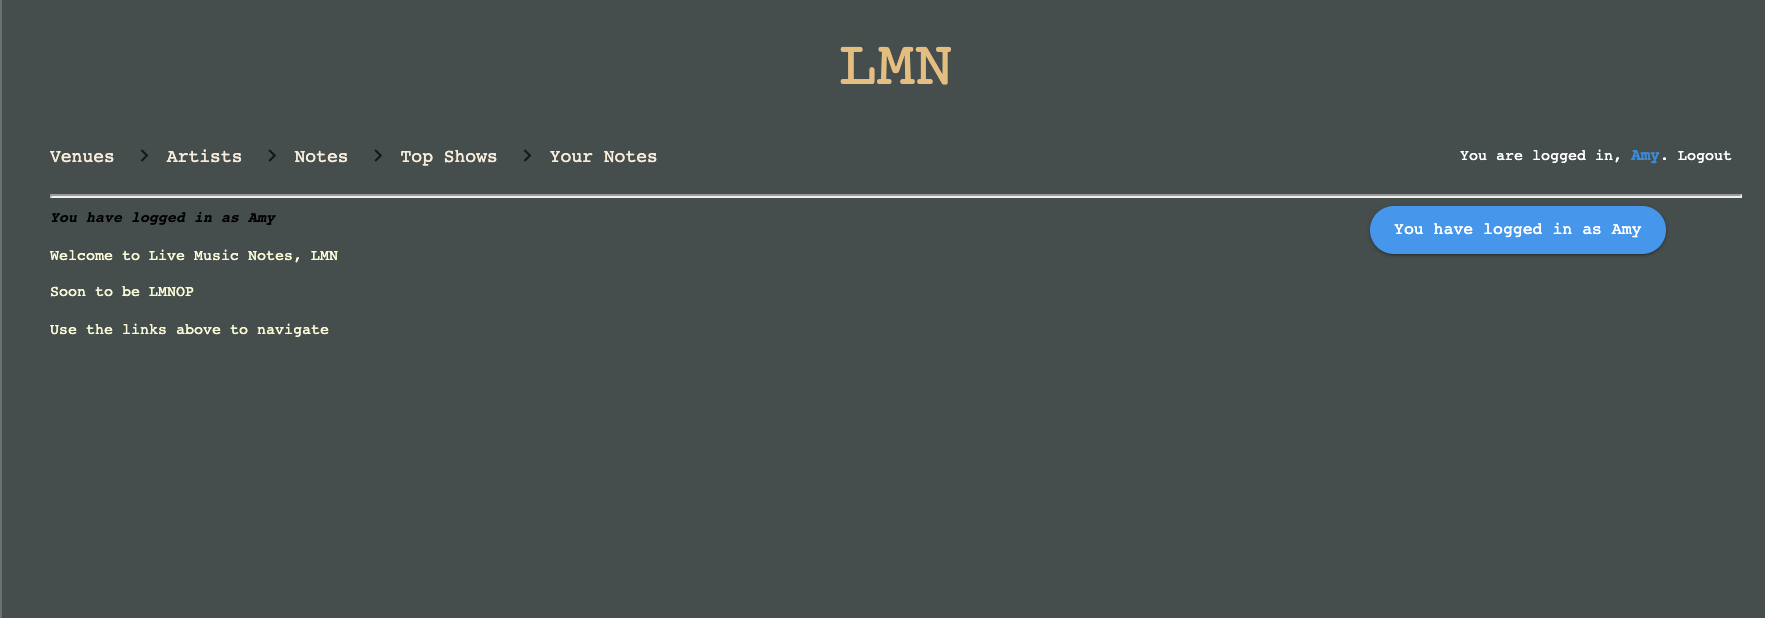 LMN
Venues > Artists > Notes > Top Shows > Your Notes
You are logged in, Amy. Logout
You have logged in as Amy
You have logged in as Amy
Welcome to Live Music Notes, LMN
Soon to be LMNOP
Use the links above to navigate